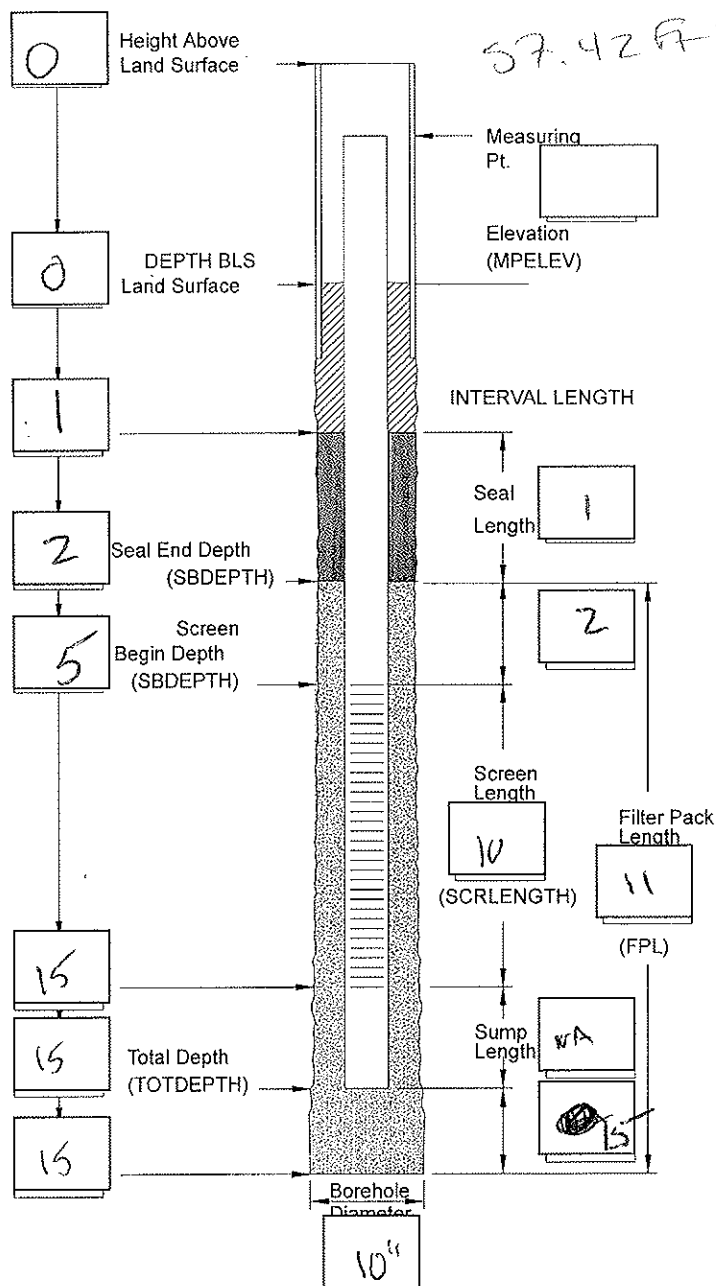 0
Height Above
Land Surface
57.42 FT
Measuring
Pt.
Elevation
(MPELEV)
0
DEPTH BLS
Land Surface
1
INTERVAL LENGTH
Seal
Length
1
2
Seal End Depth
(SBDEPTH)
2
5
Screen
Begin Depth
(SBDEPTH)
Screen
Length
10
(SCRLENGTH)
Filter Pack
Length
11
(FPL)
15
Sump
Length
NA
15
Total Depth
(TOTDEPTH)
15
15
Borehole
Diameter
10"